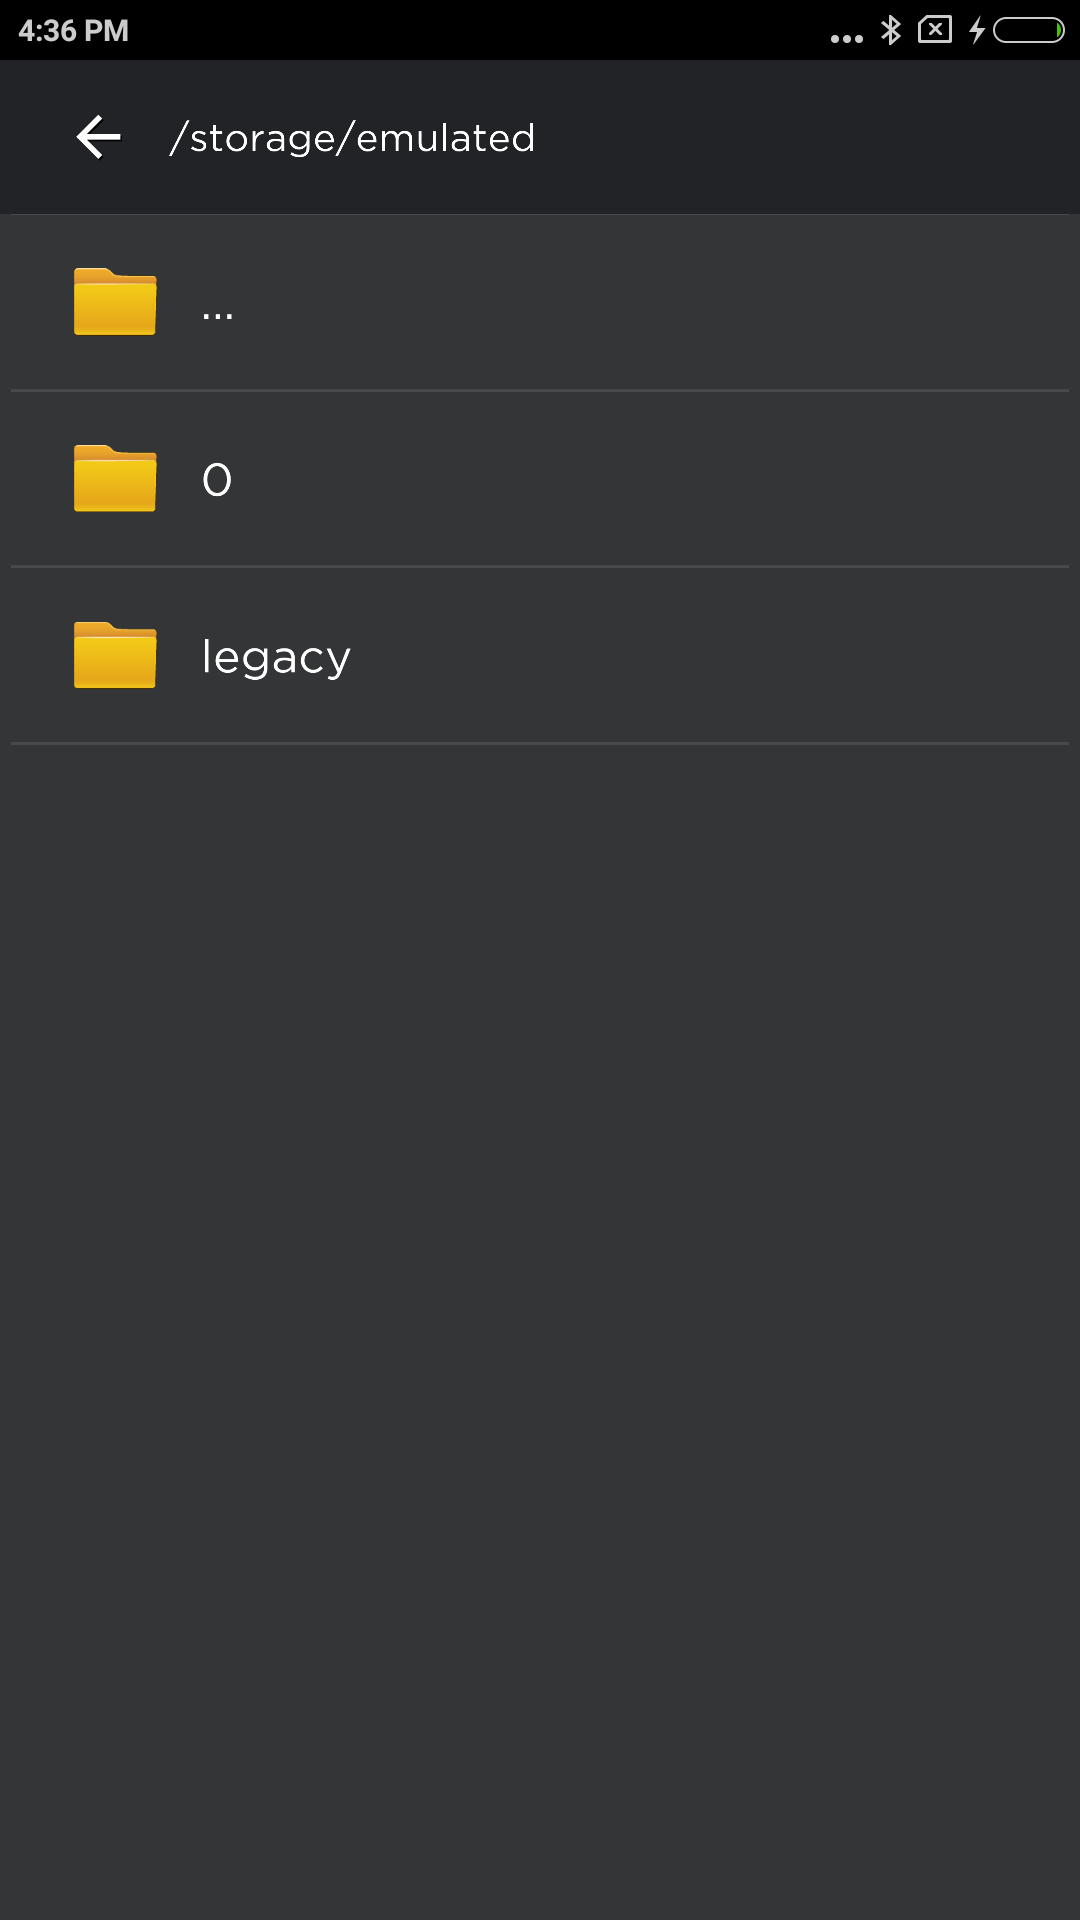 4:36 PM
/storage/emulated
...
0
legacy